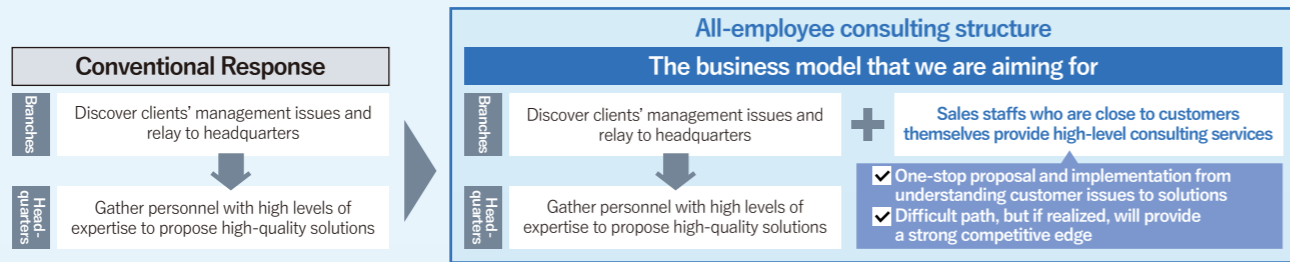 Conventional Response
Branches
Discover clients’ management issues and
relay to headquarters
Head-
quarters
Gather personnel with high levels of
expertise to propose high-quality solutions
All-employee consulting structure
The business model that we are aiming for
Branches
Discover clients’ management issues and
relay to headquarters
Head-
quarters
Gather personnel with high levels of
expertise to propose high-quality solutions
Sales staffs who are close to customers
themselves provide high-level consulting services
One-stop proposal and implementation from
understanding customer issues to solutions
Difficult path, but if realized, will provide
a strong competitive edge